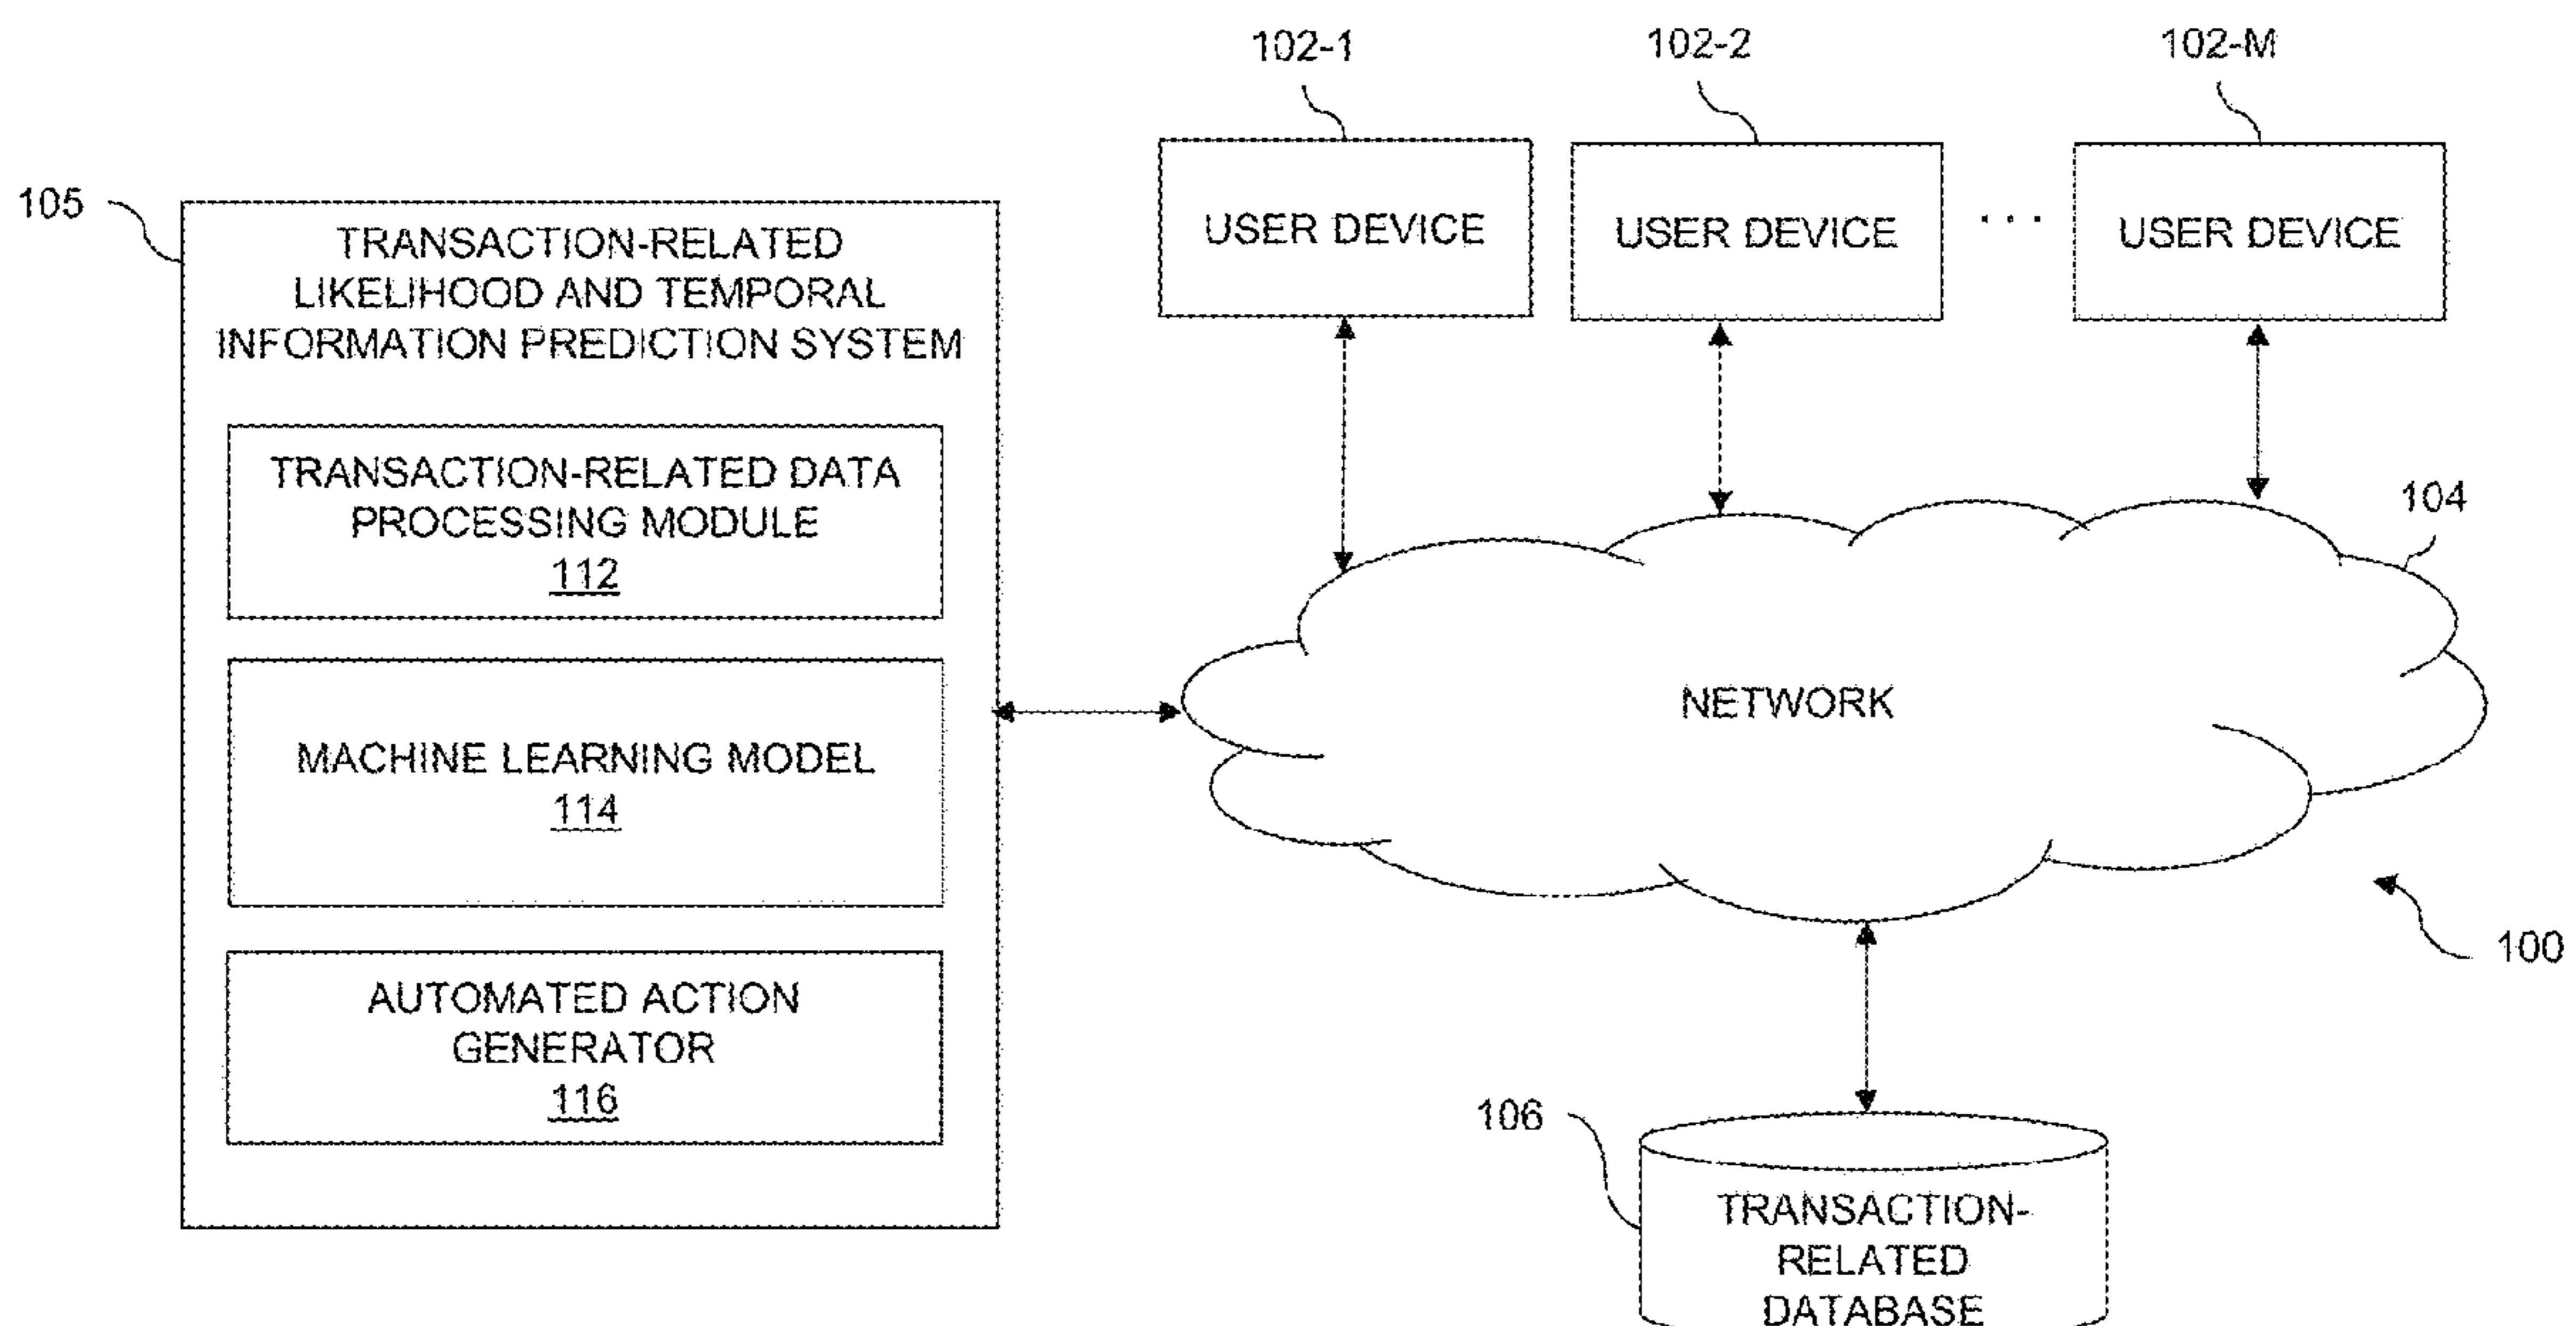 102-1
102-2
102-M
105
USER DEVICE
USER DEVICE
. . .
USER DEVICE
TRANSACTION-RELATED
LIKELIHOOD AND TEMPORAL
INFORMATION PREDICTION SYSTEM
TRANSACTION-RELATED DATA
PROCESSING MODULE
112
104
NETWORK
MACHINE LEARNING MODEL
114
100
AUTOMATED ACTION
GENERATOR
116
106
TRANSACTION-
RELATED
DATABASE